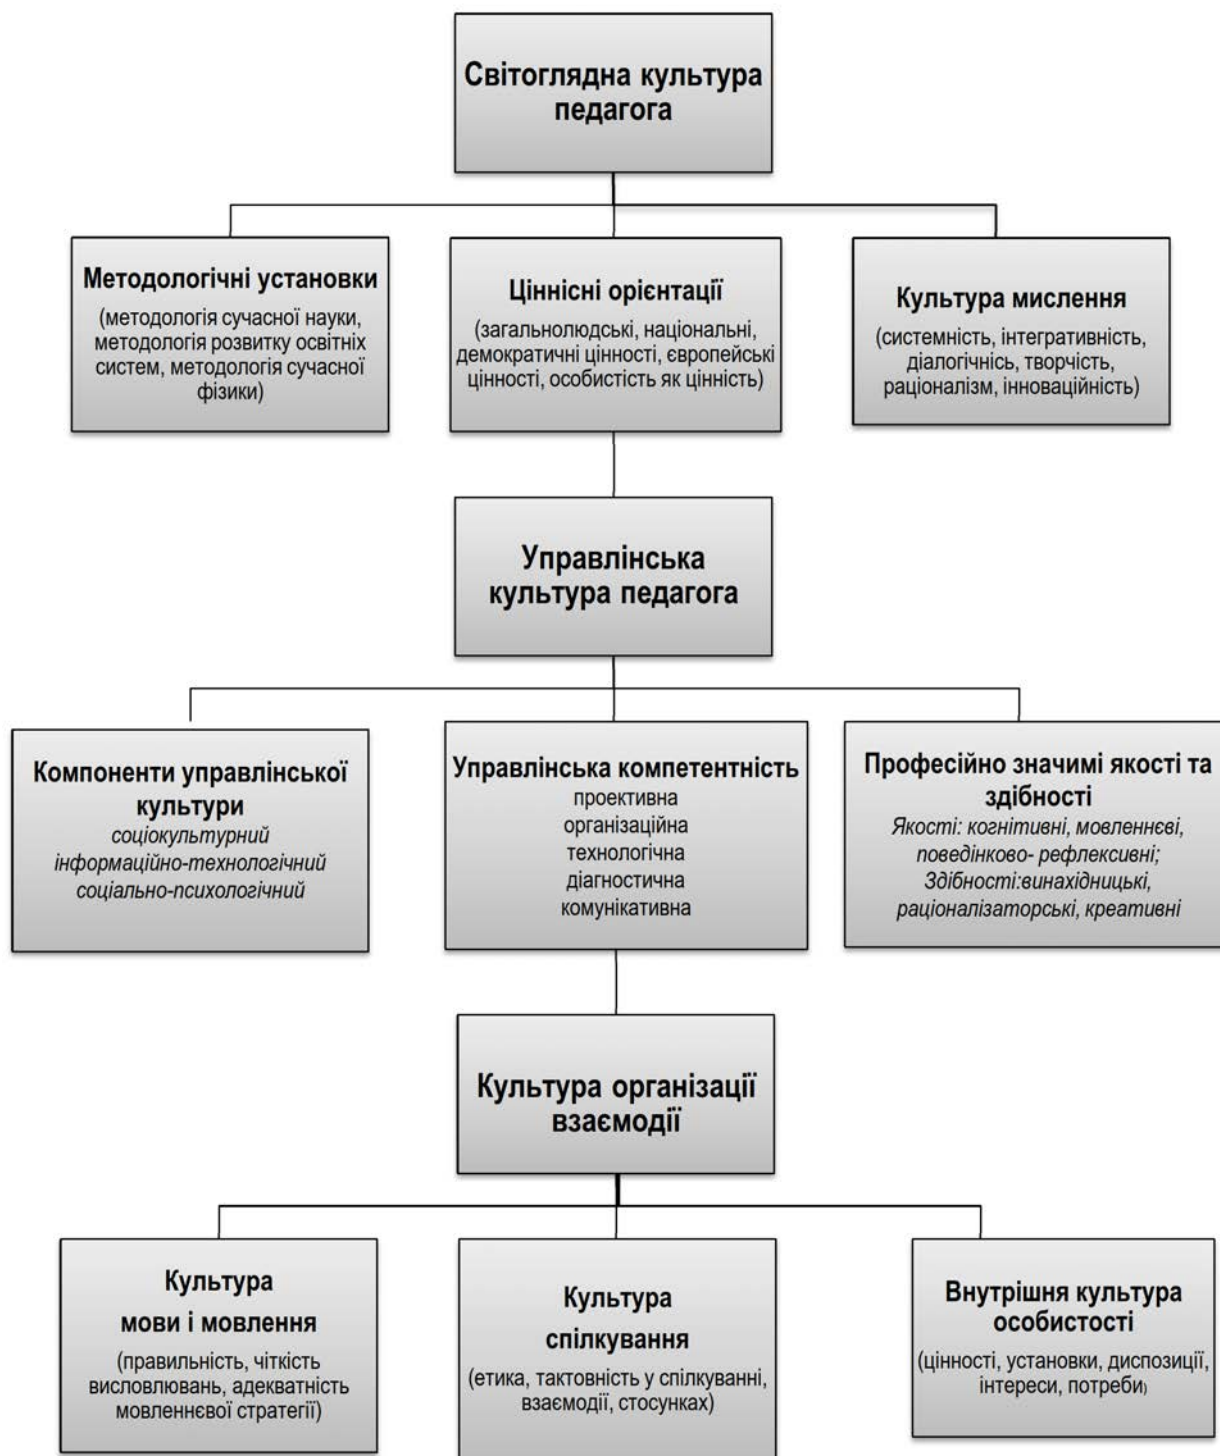 Світоглядна культура
педагога
Методологічні установки
(методологія сучасної науки,
методологія розвитку освітніх
систем, методологія сучасної
фізики)
Ціннісні орієнтації
(загальнолюдські, національні,
демократичні цінності, європейські
цінності, особистість як цінність)
Культура мислення
(системність, інтегративність,
діалогічнісь, творчість,
раціоналізм, інноваційність)
Управлінська
культура педагога
Компоненти управлінської
культури
соціокультурний
інформаційно-технологічний
соціально-психологічний
Управлінська компетентність
проективна
організаційна
технологічна
діагностична
комунікативна
Професійно значимі якості та
здібності
Якості: когнітивні, мовленнєві,
поведінково- рефлексивні;
Здібності:винахідницькі,
раціоналізаторські, креативні
Культура організації
взаємодії
Культура
мови і мовлення
(правильність, чіткість
висловлювань, адекватність
мовленнєвої стратегії)
Культура
спілкування
(етика, тактовність у спілкуванні,
взаємодії, стосунках)
Внутрішня культура
особистості
(цінності, установки, диспозиції,
інтереси, потреби)